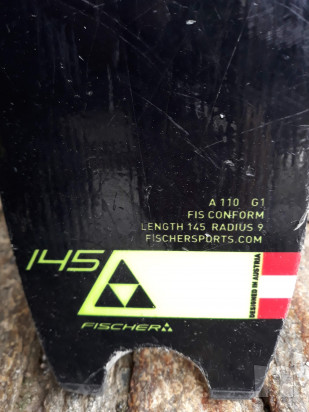 A 110 G1
FIS CONFORM
LENGTH 145 RADIUS 9
FISCHERSPORTS.COM
145
DESIGNED IN AUSTRIA
FISCHER